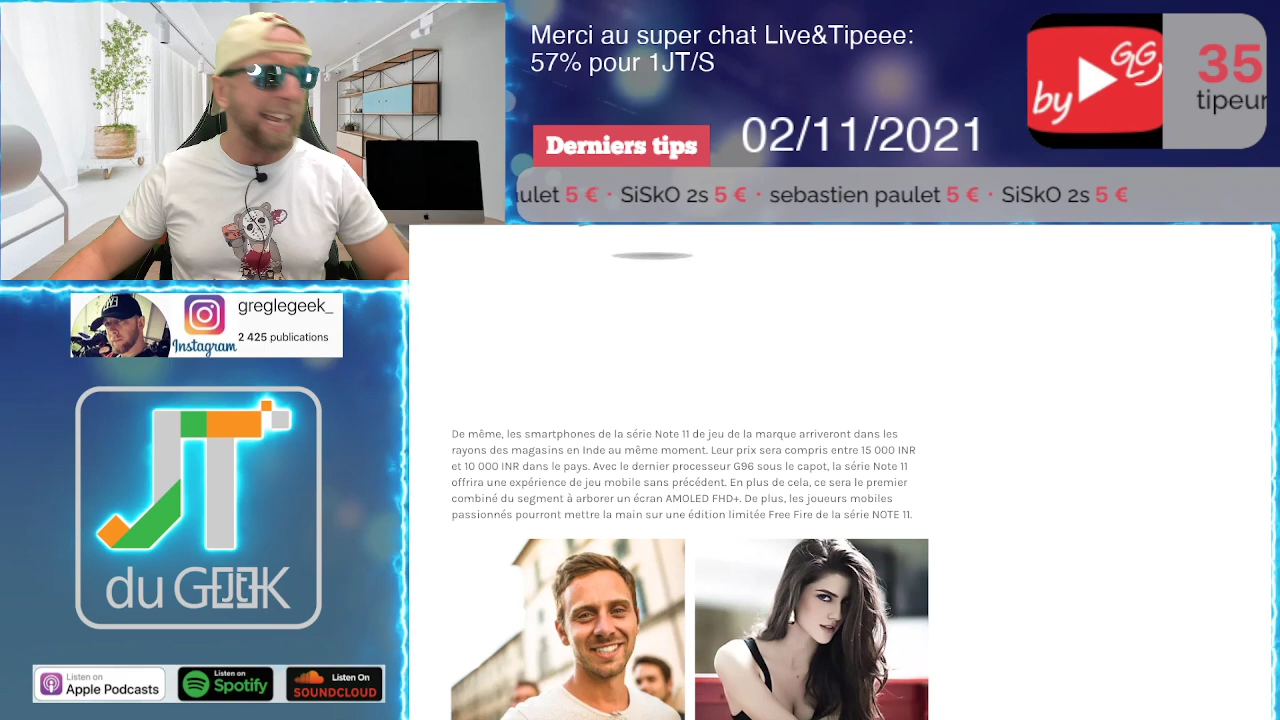 Merci au super chat Live&Tipeee:
57% pour 1JT/S
by GLG
35
tipeur
Derniers tips
02/11/2021
ulet 5 € · SiSkO 2s 5 € · sebastien paulet 5 € · SiSkO 2s 5 €
greglegeek_
2 425 publications
Instagram
JT
du GEEK
Listen on
Apple Podcasts
Listen on
Spotify
Listen On
SOUNDCLOUD
De même, les smartphones de la série Note 11 de jeu de la marque arriveront dans les
rayons des magasins en Inde au même moment. Leur prix sera compris entre 15 000 INR
et 10 000 INR dans le pays. Avec le dernier processeur G96 sous le capot, la série Note 11
offrira une expérience de jeu mobile sans précédent. En plus de cela, ce sera le premier
combiné du segment à arborer un écran AMOLED FHD+. De plus, les joueurs mobiles
passionnés pourront mettre la main sur une édition limitée Free Fire de la série NOTE 11.